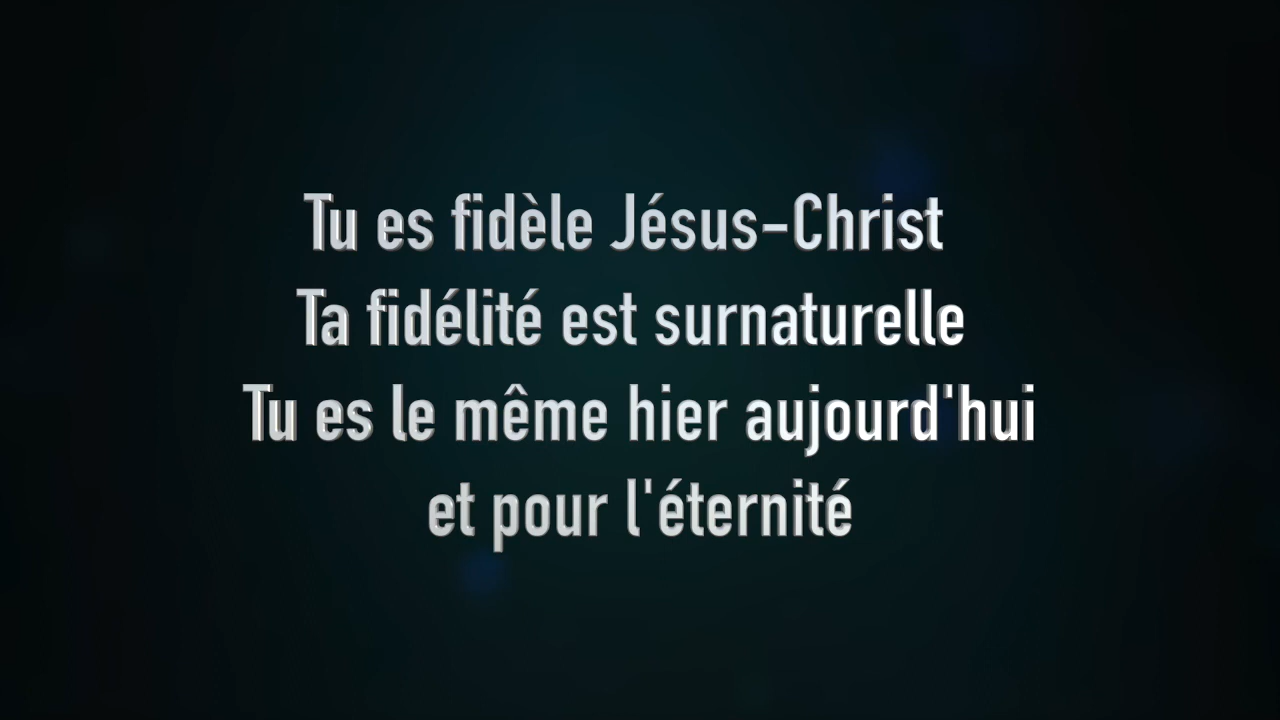 Tu es fidèle Jésus-Christ
Ta fidélité est surnaturelle
Tu es le même hier aujourd'hui
et pour l'éternité